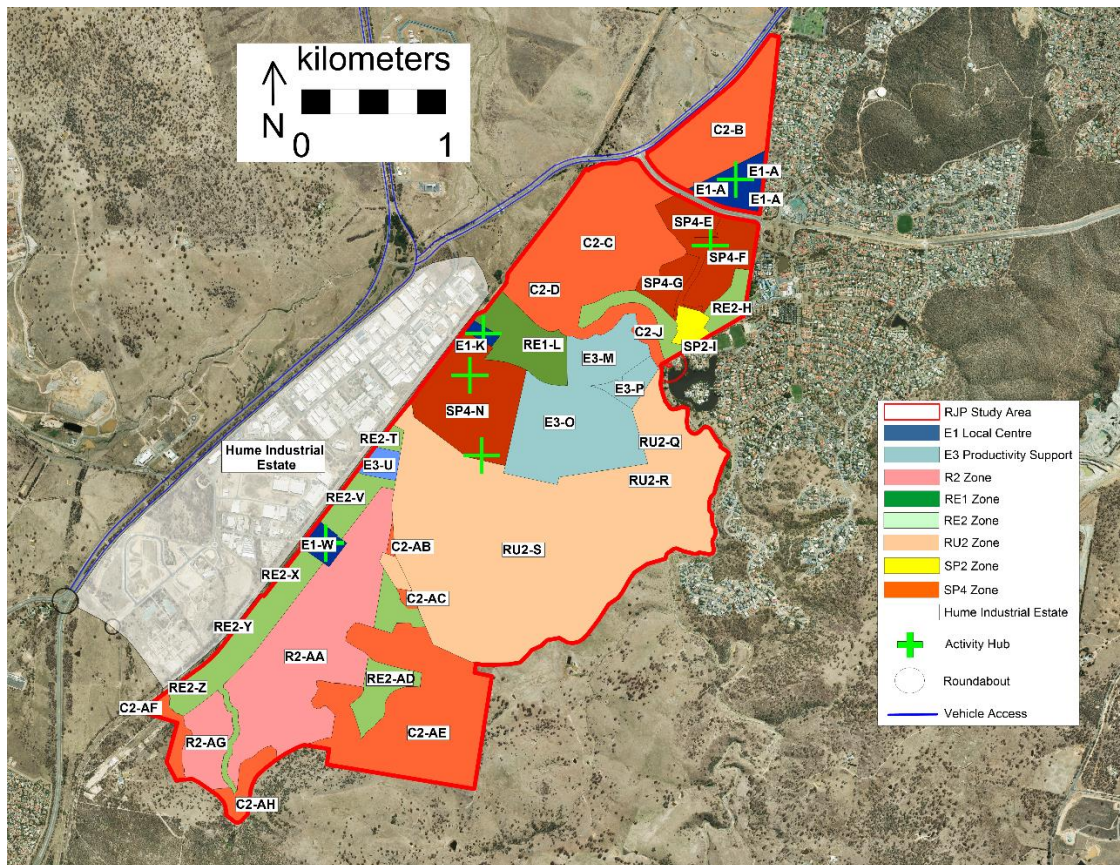 kilometers
N
0 1
C2-B
E1-A
E1-A
E1-A
SP4-E
C2-C
SP4-F
SP4-G
C2-D
RE2-H
C2-J
E1-K
RE1-L
SP2-I
E3-M
E3-P
SP4-N
E3-O
RE2-T
RU2-Q
Hume Industrial
Estate
E3-U
RU2-R
RE2-V
E1-W
C2-AB
RU2-S
RE2-X
C2-AC
RE2-Y
R2-AA
RE2-AD
RE2-Z
C2-AF
C2-AE
R2-AG
C2-AH
RJP Study Area
E1 Local Centre
E3 Productivity Support
R2 Zone
RE1 Zone
RE2 Zone
RU2 Zone
SP2 Zone
SP4 Zone
Hume Industrial Estate
Activity Hub
Roundabout
Vehicle Access